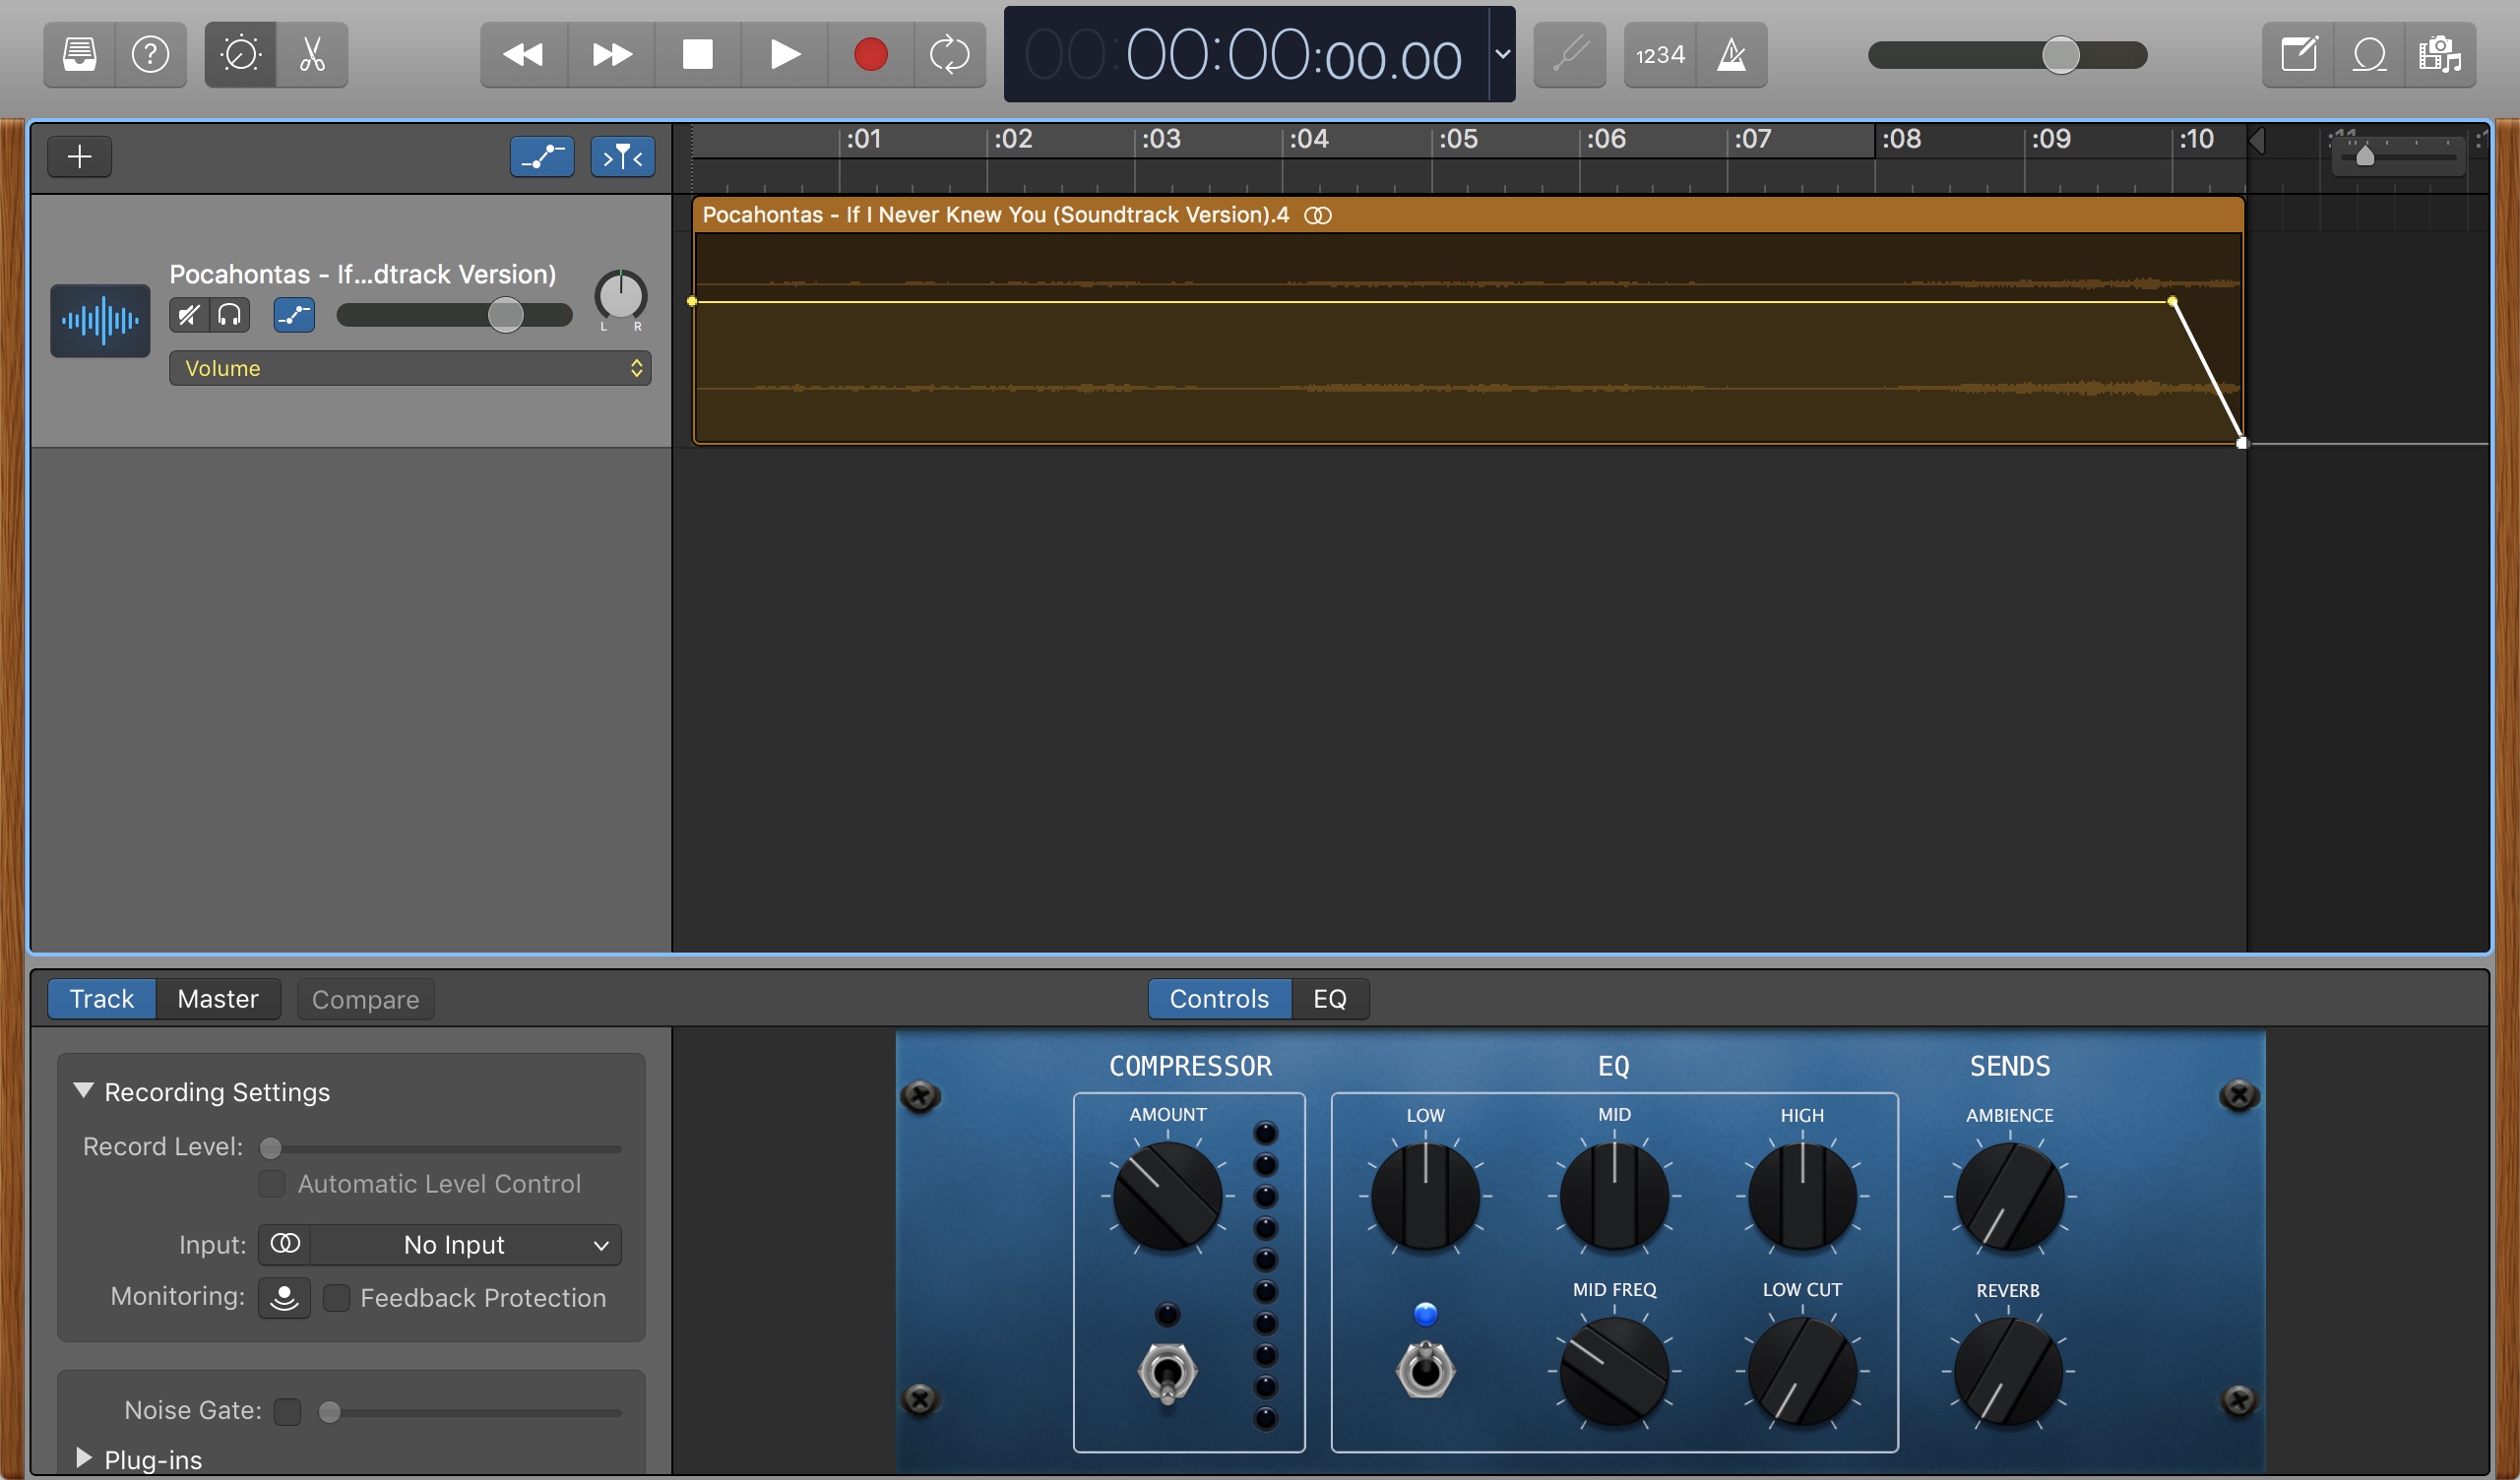 00:00:00:00.00
1234
:01 :02 :03 :04 :05 :06 :07 :08 :09 :10 :11
Pocahontas - If I Never Knew You (Soundtrack Version).4
Pocahontas - If...dtrack Version)
L R
Volume
Track Master Compare Controls EQ
Recording Settings
Record Level:
Automatic Level Control
Input: No Input
Monitoring: Feedback Protection
Noise Gate:
Plug-ins
COMPRESSOR EQ SENDS
AMOUNT LOW MID HIGH AMBIENCE
MID FREQ LOW CUT REVERB